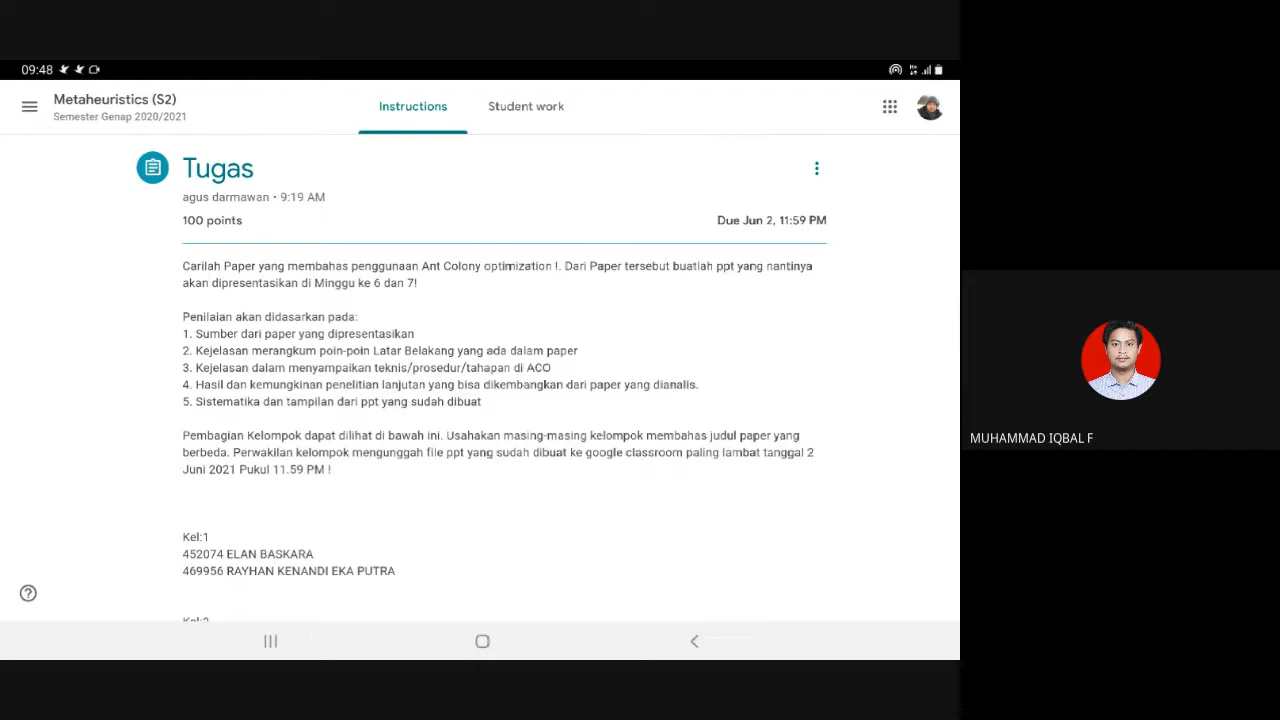 09:48
Metaheuristics (S2)
Semester Genap 2020/2021
Instructions
Student work
Tugas
agus darmawan • 9:19 AM
100 points
Due Jun 2, 11:59 PM
Carilah Paper yang membahas penggunaan Ant Colony optimization !. Dari Paper tersebut buatlah ppt yang nantinya
akan dipresentasikan di Minggu ke 6 dan 7!
Penilaian akan didasarkan pada:
1. Sumber dari paper yang dipresentasikan
2. Kejelasan merangkum poin-poin Latar Belakang yang ada dalam paper
3. Kejelasan dalam menyampaikan teknis/prosedur/tahapan di ACO
4. Hasil dan kemungkinan penelitian lanjutan yang bisa dikembangkan dari paper yang dianalis.
5. Sistematika dan tampilan dari ppt yang sudah dibuat
Pembagian Kelompok dapat dilihat di bawah ini. Usahakan masing-masing kelompok membahas judul paper yang
berbeda. Perwakilan kelompok mengunggah file ppt yang sudah dibuat ke google classroom paling lambat tanggal 2
Juni 2021 Pukul 11.59 PM !
Kel:1
452074 ELAN BASKARA
469956 RAYHAN KENANDI EKA PUTRA
Kel:2
MUHAMMAD IQBAL F